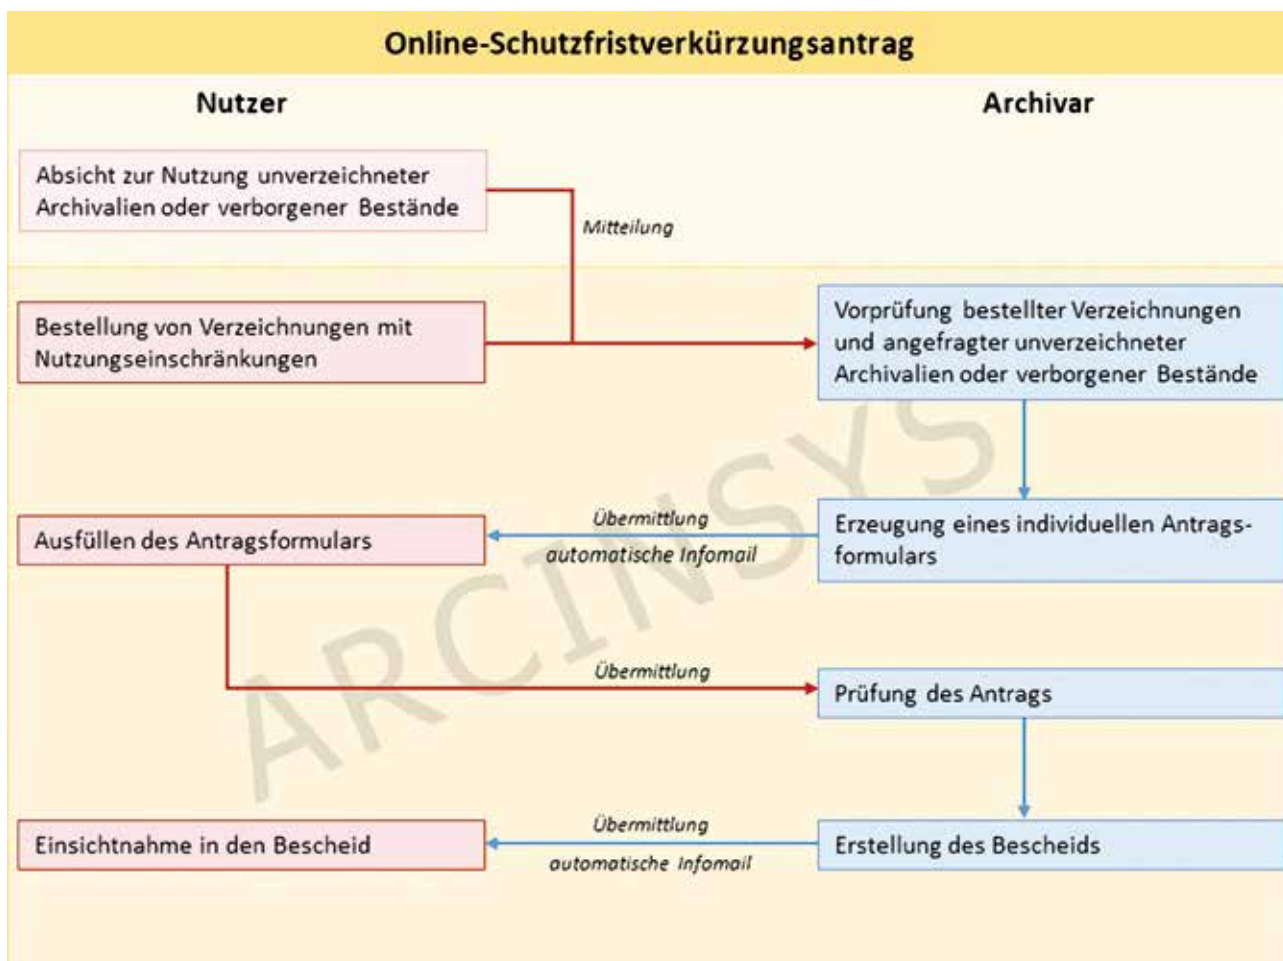 Online-Schutzfristverkürzungsantrag
Nutzer
Archivar
Absicht zur Nutzung unverzeichneter
Archivalien oder verborgener Bestände
Mitteilung
Bestellung von Verzeichnungen mit
Nutzungseinschränkungen
Vorprüfung bestellter Verzeichnungen
und angefragter unverzeichneter
Archivalien oder verborgener Bestände
Erzeugung eines individuellen Antrags-
formulars
Übermittlung
automatische Infomail
Ausfüllen des Antragsformulars
Übermittlung
Prüfung des Antrags
Erstellung des Bescheids
Übermittlung
automatische Infomail
Einsichtnahme in den Bescheid
ARCINSYS